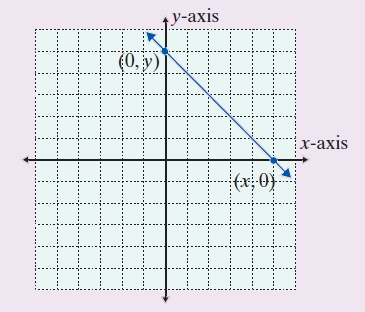 y-axis
(0, y)
x-axis
(x, 0)